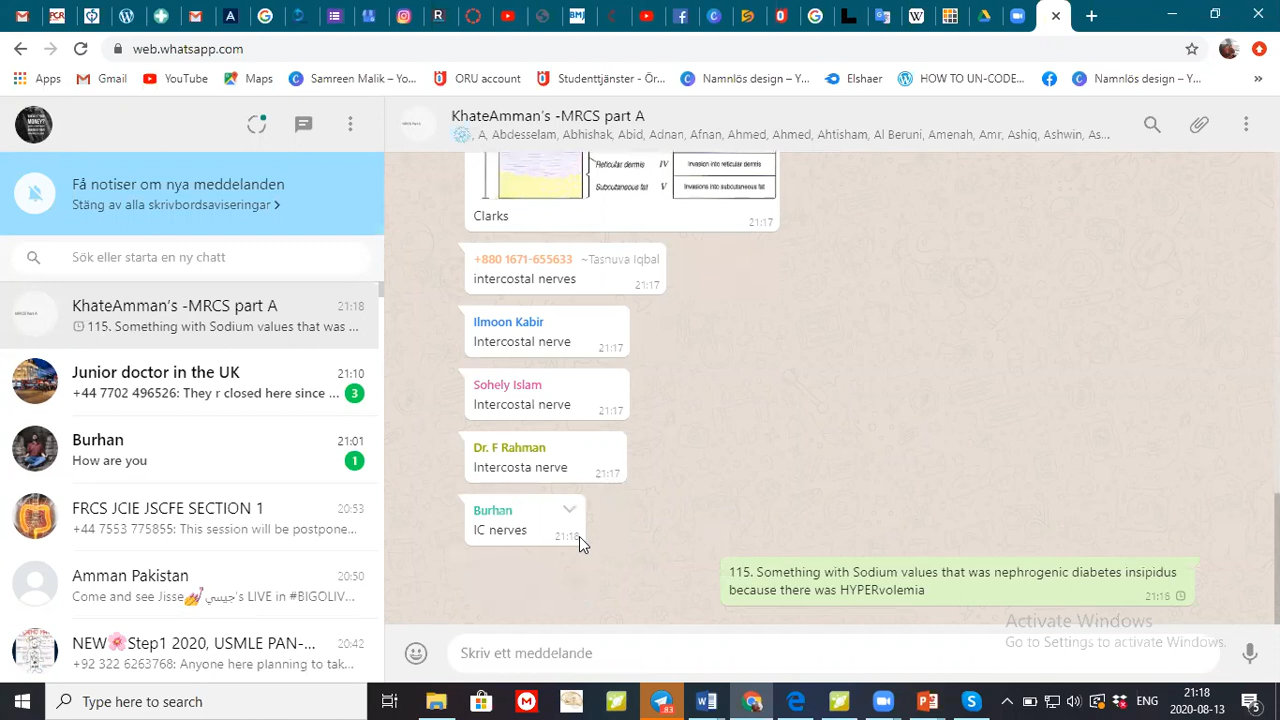 web.whatsapp.com
Apps
Gmail
YouTube
Maps
Samreen Malik – Yo...
ORU account
Studenttjänster - Ör...
Namnlös design – Y...
Elshaer
HOW TO UN-CODE...
Namnlös design – Y...
KhateAmman's -MRCS part A
A, Abdesselam, Abhishak, Abid, Adnan, Afnan, Ahmed, Ahmed, Ahtisham, Al Beruni, Amenah, Amr, Ashiq, Ashwin, As...
Få notiser om nya meddelanden
Stäng av alla skrivbordsaviseringar >
Sök eller starta en ny chatt
KhateAmman's -MRCS part A 21:18
115. Something with Sodium values that was ...
Junior doctor in the UK 21:10
+44 7702 496526: They r closed here since ... 3
Burhan 21:01
How are you 1
FRCS JCIE JSCFE SECTION 1 20:53
+44 7553 775855: This session will be postpone...
Amman Pakistan 20:50
Come and see Jisse💅جيسي's LIVE in #BIGOLIV...
NEW🌸Step1 2020, USMLE PAN-... 20:42
+92 322 6263768: Anyone here planning to tak...
Reticular dermis IV Invasion into reticular dermis
Subcutaneous fat V Invasions into subcutaneous fat
Clarks
21:17
+880 1671-655633 ~Tasnuva Iqbal
intercostal nerves
21:17
Ilmoon Kabir
Intercostal nerve
21:17
Sohely Islam
Intercostal nerve
21:17
Dr. F Rahman
Intercosta nerve
21:17
Burhan
IC nerves
21:18
115. Something with Sodium values that was nephrogenic diabetes insipidus
because there was HYPERvolemia
21:18
Activate Windows
Go to Settings to activate Windows.
Skriv ett meddelande
Type here to search
83
ENG
21:18
2020-08-13
5